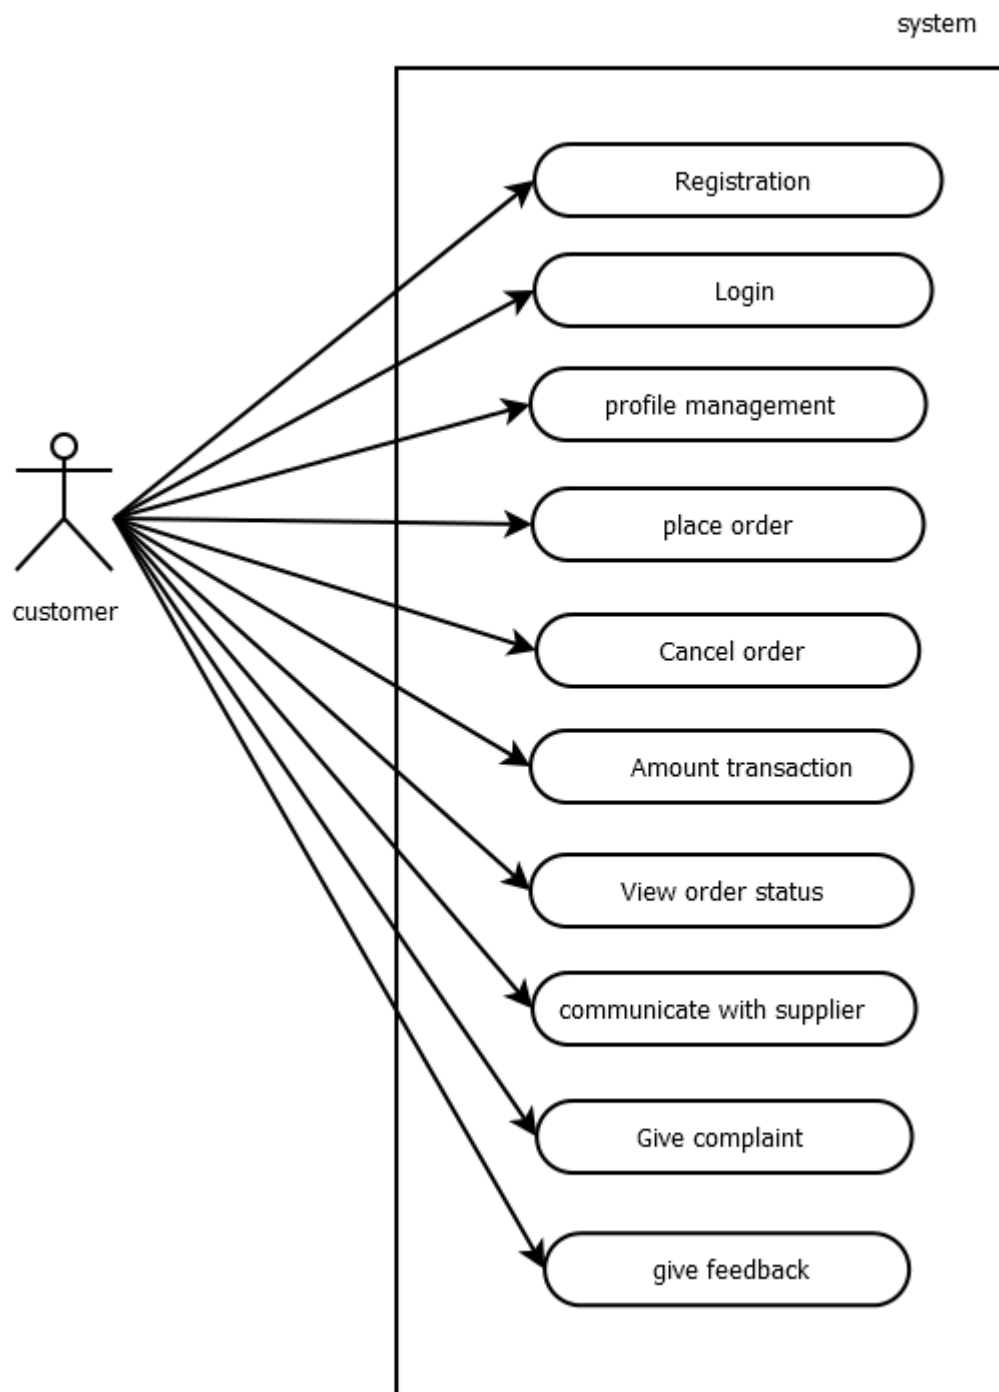 system
Registration
Login
profile management
place order
customer
Cancel order
Amount transaction
View order status
communicate with supplier
Give complaint
give feedback